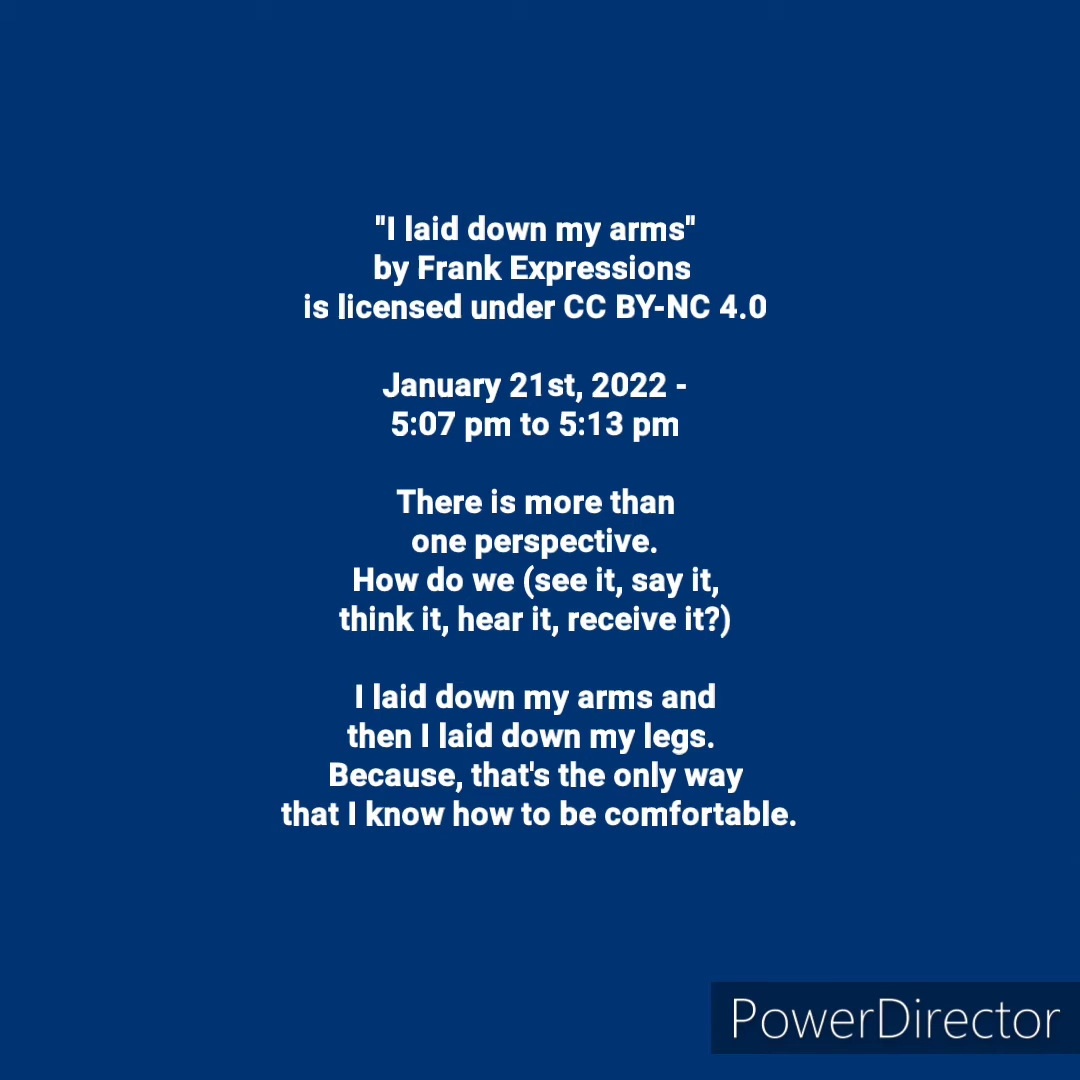 "I laid down my arms"
by Frank Expressions
is licensed under CC BY-NC 4.0
January 21st, 2022 -
5:07 pm to 5:13 pm
There is more than
one perspective.
How do we (see it, say it,
think it, hear it, receive it?)
I laid down my arms and
then I laid down my legs.
Because, that's the only way
that I know how to be comfortable.
PowerDirector